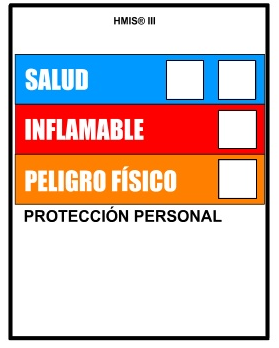 HMIS® III
SALUD
INFLAMABLE
PELIGRO FÍSICO
PROTECCIÓN PERSONAL